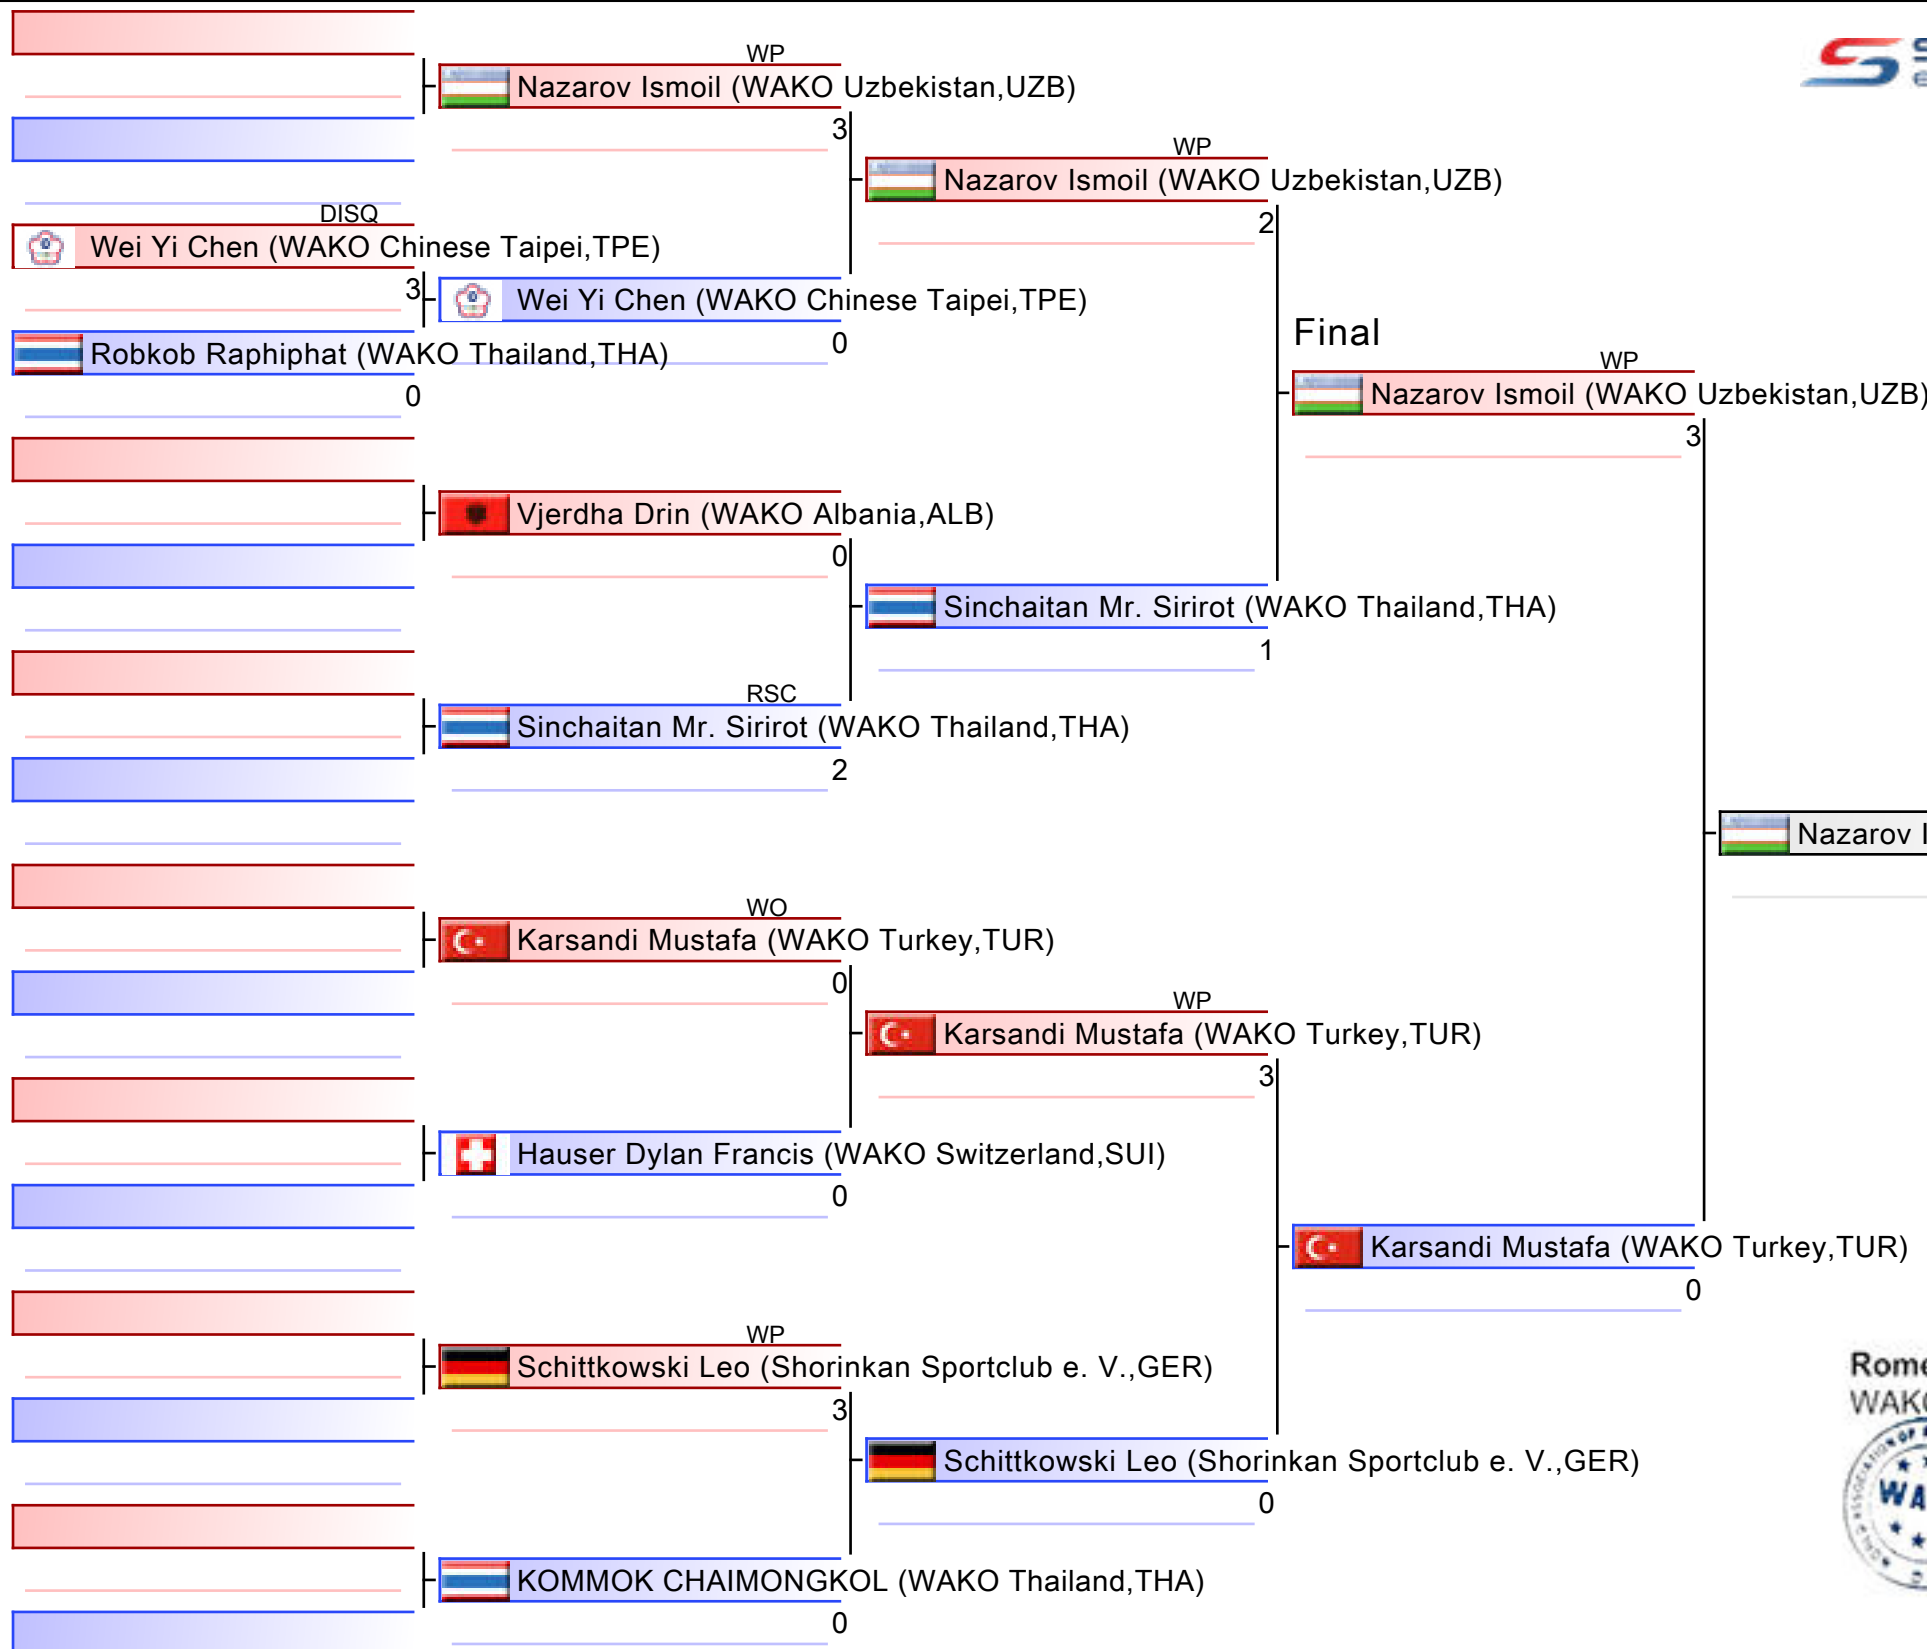 WP
Nazarov Ismoil (WAKO Uzbekistan,UZB)
3
WP
Nazarov Ismoil (WAKO Uzbekistan,UZB)
2
DISQ
Wei Yi Chen (WAKO Chinese Taipei,TPE)
3
Wei Yi Chen (WAKO Chinese Taipei,TPE)
0
Final
Robkob Raphiphat (WAKO Thailand,THA)
0
WP
Nazarov Ismoil (WAKO Uzbekistan,UZB)
3
Vjerdha Drin (WAKO Albania,ALB)
0
Sinchaitan Mr. Sirirot (WAKO Thailand,THA)
1
RSC
Sinchaitan Mr. Sirirot (WAKO Thailand,THA)
2
Nazarov I
WO
Karsandi Mustafa (WAKO Turkey,TUR)
0
WP
Karsandi Mustafa (WAKO Turkey,TUR)
3
Hauser Dylan Francis (WAKO Switzerland,SUI)
0
Karsandi Mustafa (WAKO Turkey,TUR)
0
WP
Schittkowski Leo (Shorinkan Sportclub e. V.,GER)
3
Rome
WAKO
Schittkowski Leo (Shorinkan Sportclub e. V.,GER)
0
KOMMOK CHAIMONGKOL (WAKO Thailand,THA)
0